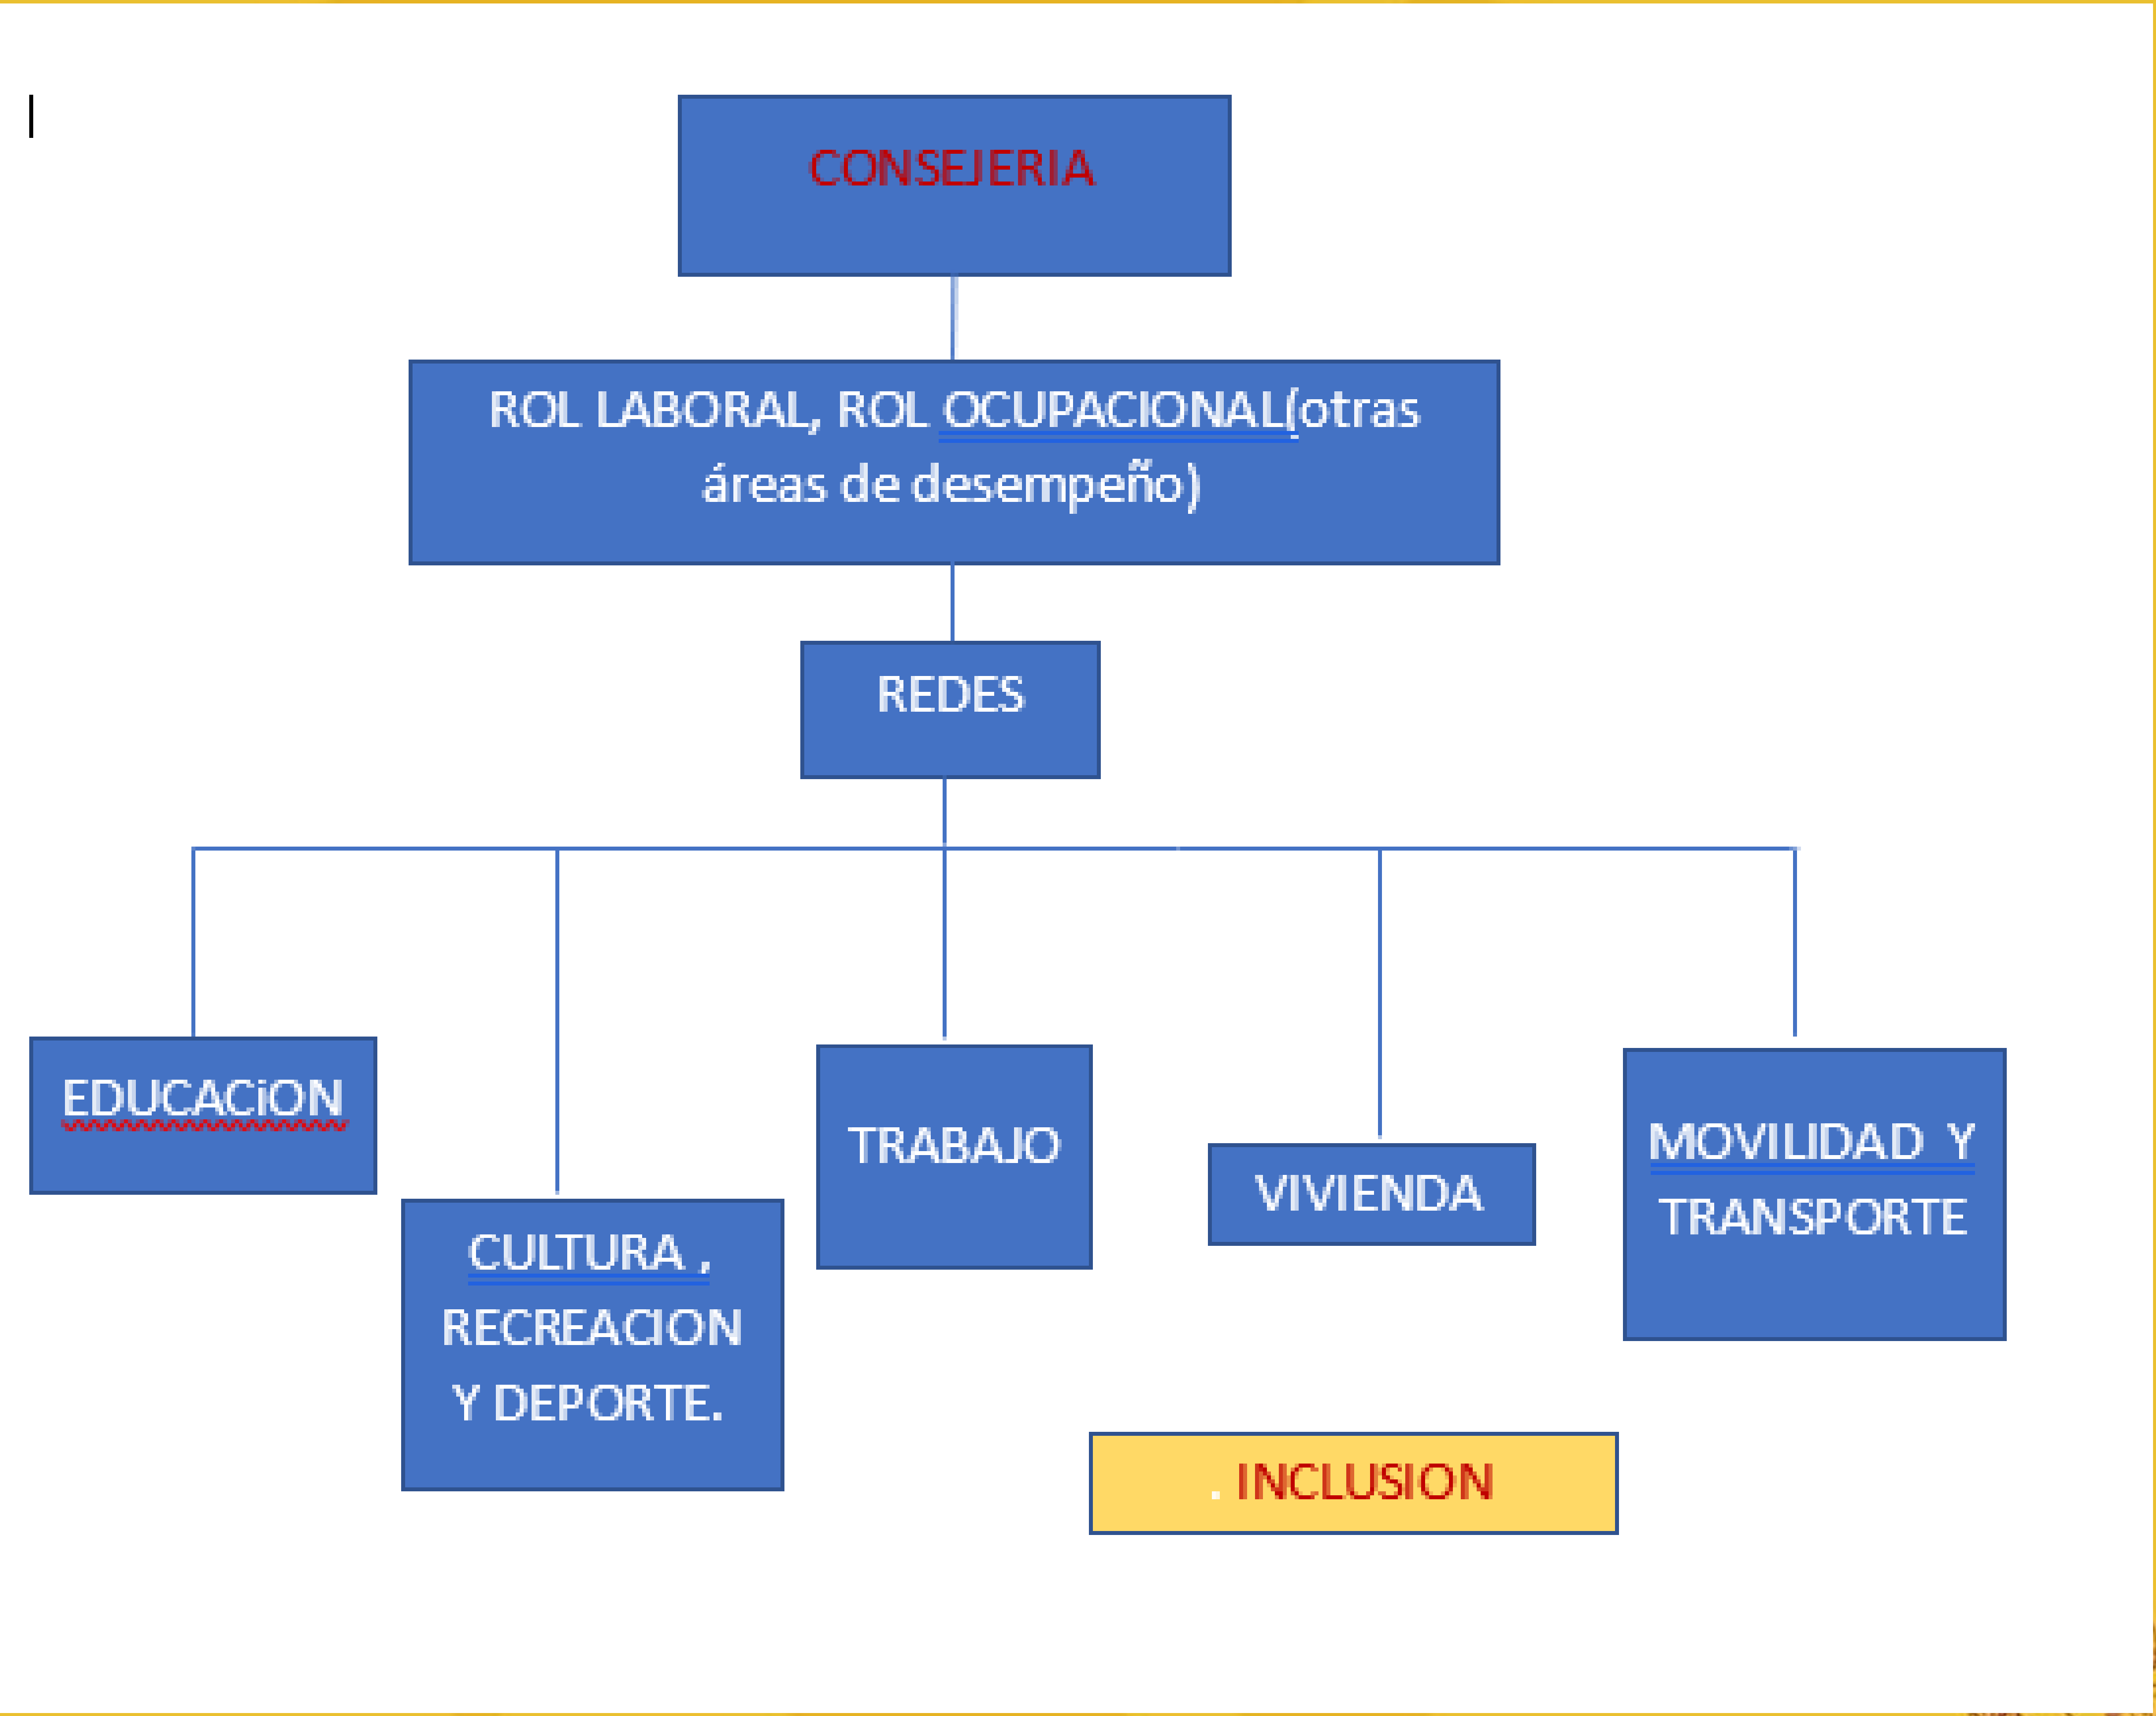 CONSEJERIA
ROL LABORAL, ROL OCUPACIONAL(otras
áreas de desempeño)
REDES
EDUCACiON
CULTURA ,
RECREACION
Y DEPORTE.
TRABAJO
VIVIENDA
MOVILIDAD  Y
TRANSPORTE
. INCLUSION